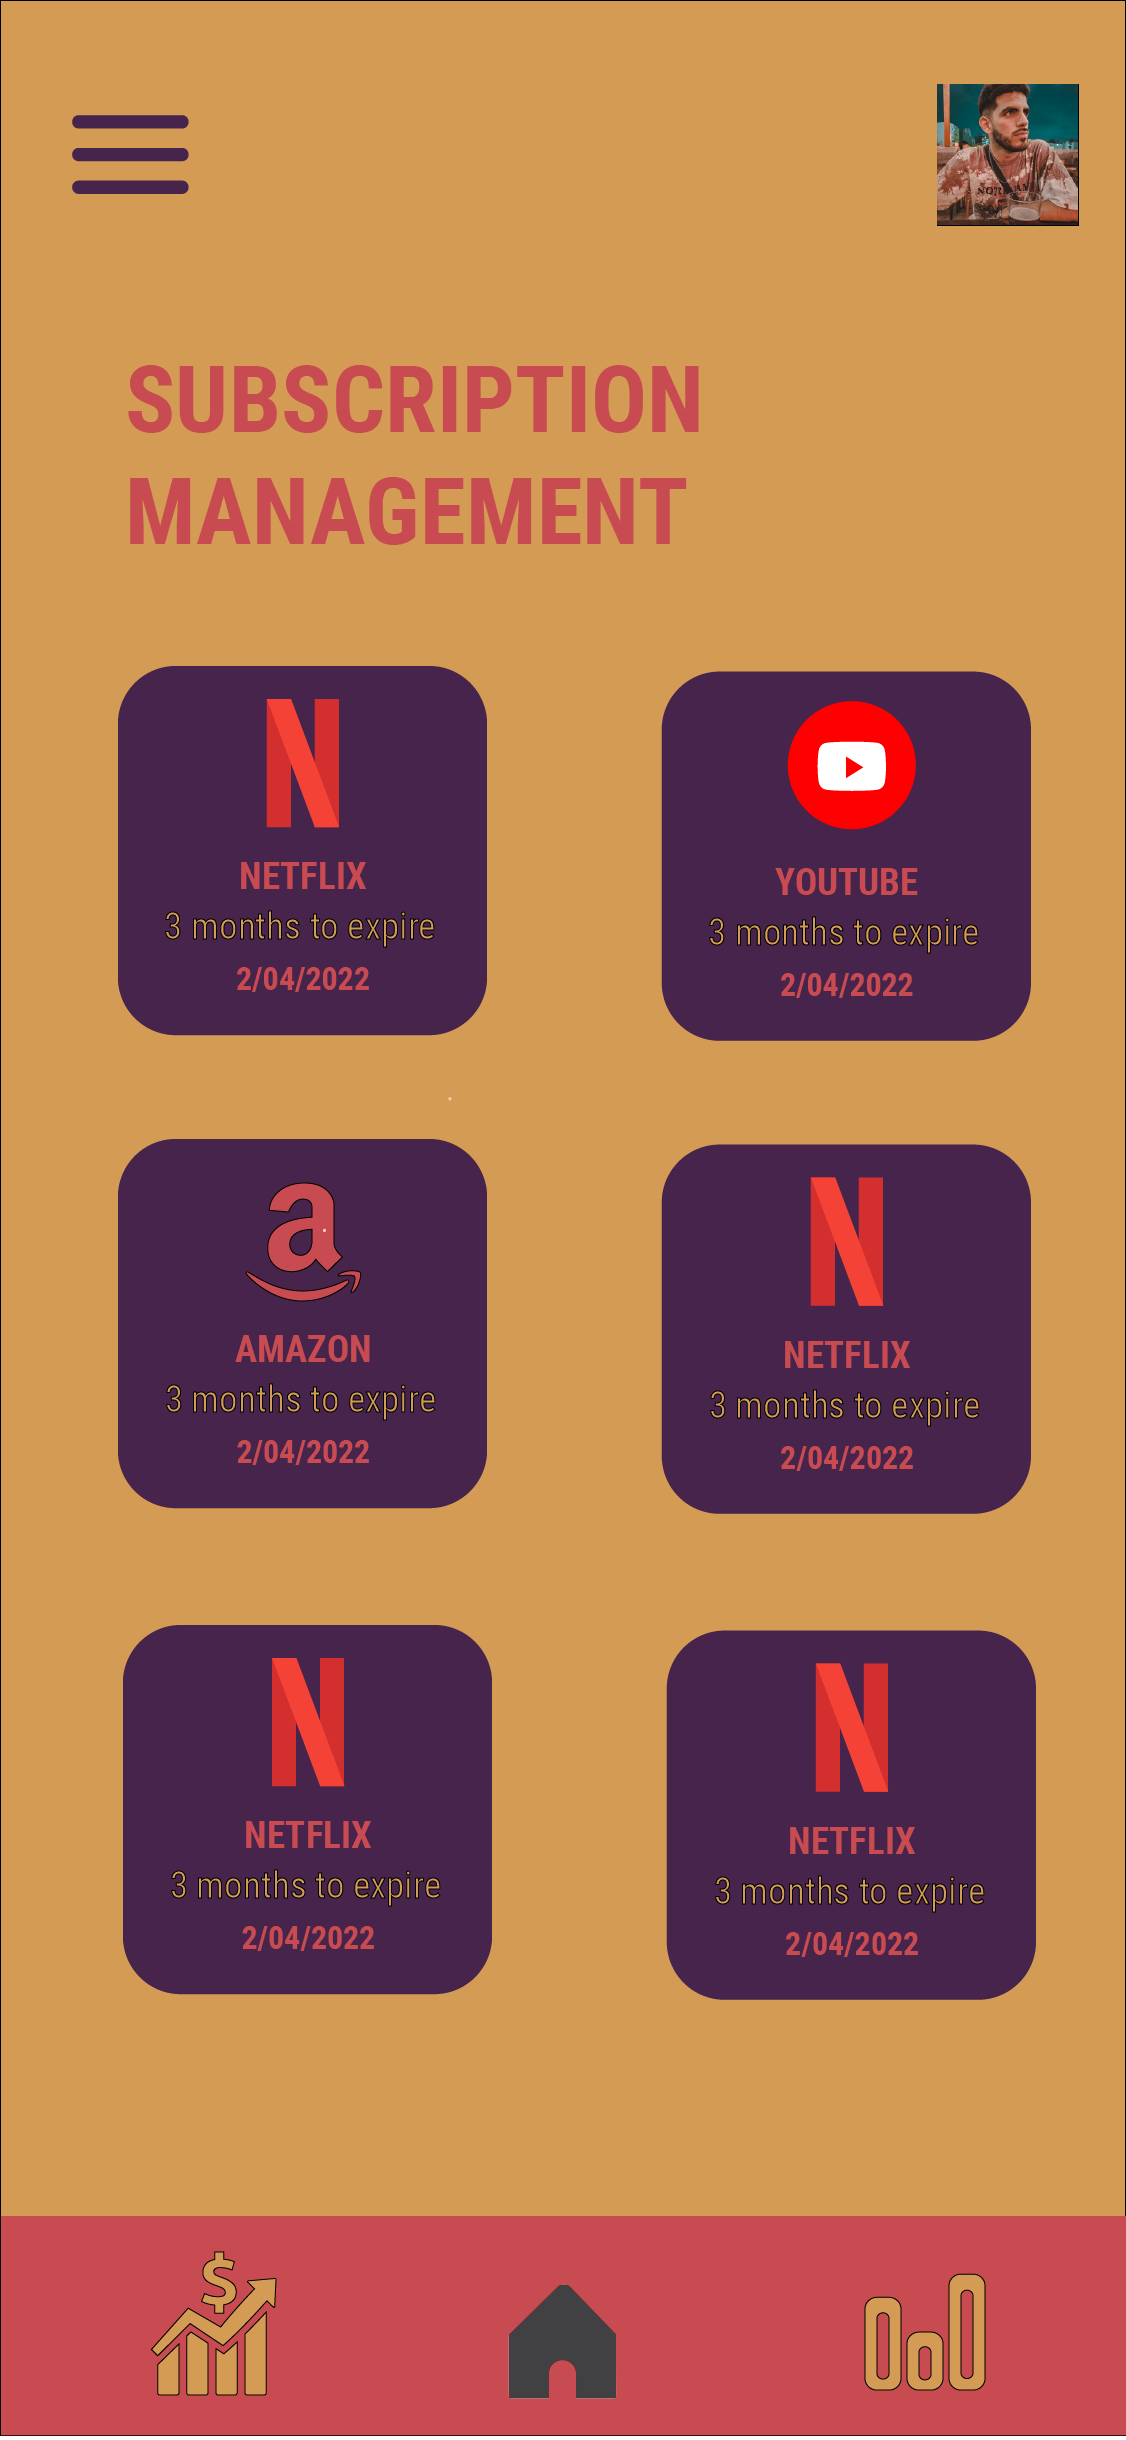 SUBSCRIPTION
MANAGEMENT
NETFLIX
3 months to expire
2/04/2022
YOUTUBE
3 months to expire
2/04/2022
AMAZON
3 months to expire
2/04/2022
NETFLIX
3 months to expire
2/04/2022
NETFLIX
3 months to expire
2/04/2022
NETFLIX
3 months to expire
2/04/2022